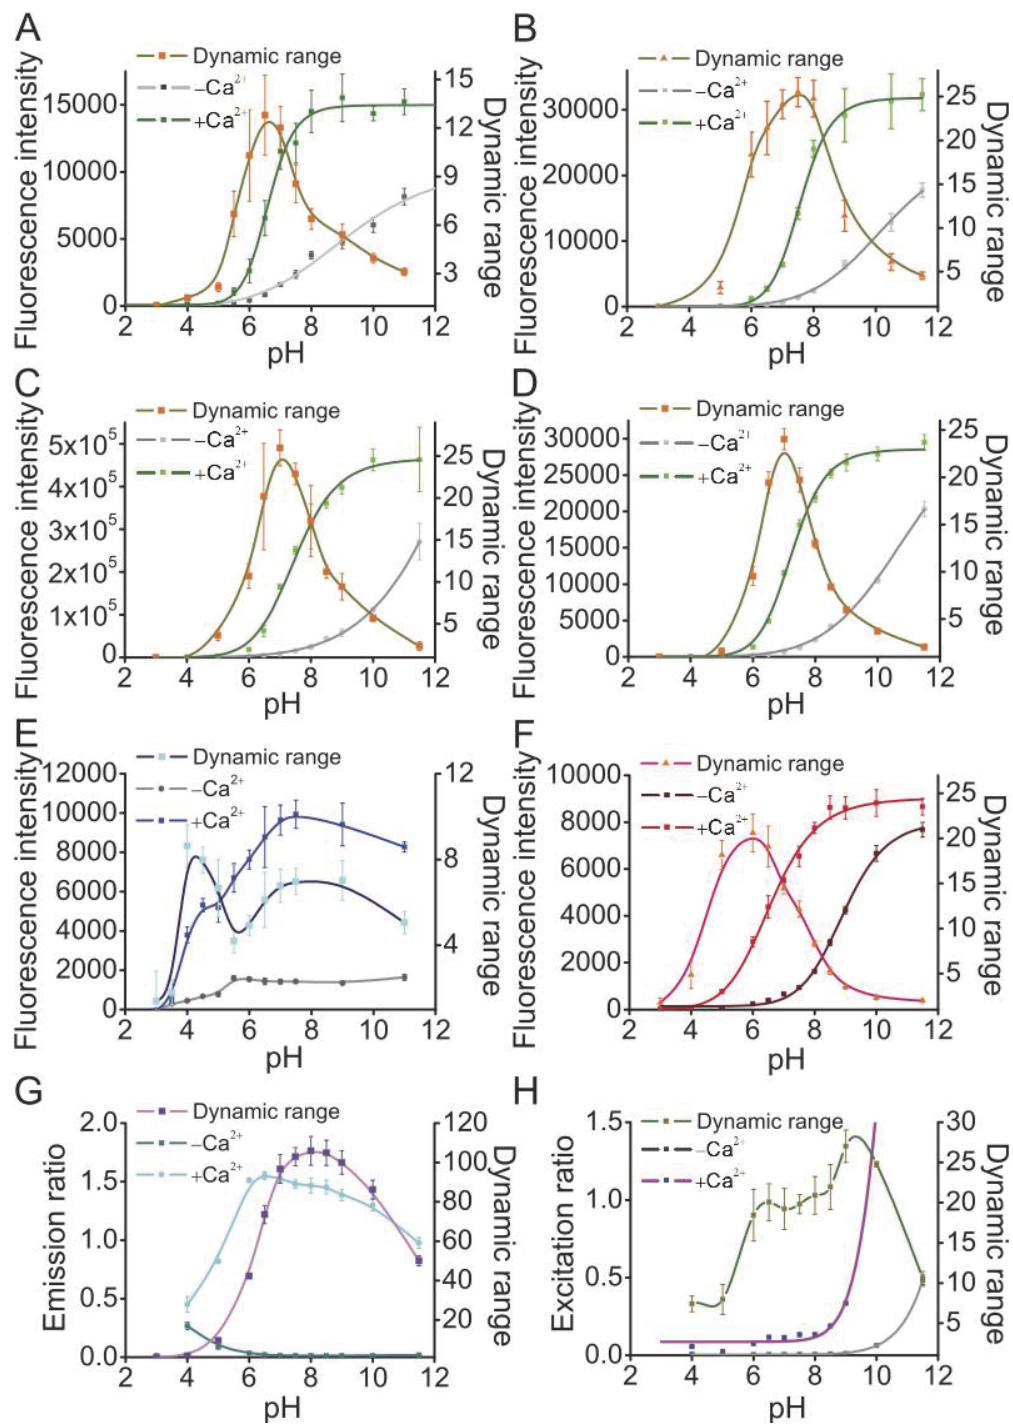 A
Dynamic range
–Ca²⁺
+Ca²⁺
Fluorescence intensity
15000
10000
5000
0
15
12
9
6
3
Dynamic range
2 4 6 8 10 12
pH
B
Dynamic range
–Ca²⁺
+Ca²⁺
Fluorescence intensity
30000
20000
10000
0
25
20
15
10
5
Dynamic range
2 4 6 8 10 12
pH
C
Dynamic range
–Ca²⁺
+Ca²⁺
Fluorescence intensity
5x10⁵
4x10⁵
3x10⁵
2x10⁵
1x10⁵
0
25
20
15
10
5
Dynamic range
2 4 6 8 10 12
pH
D
Dynamic range
–Ca²⁺
+Ca²⁺
Fluorescence intensity
30000
25000
20000
15000
10000
5000
0
25
20
15
10
5
Dynamic range
2 4 6 8 10 12
pH
E
Dynamic range
–Ca²⁺
+Ca²⁺
Fluorescence intensity
12000
10000
8000
6000
4000
2000
0
12
8
4
Dynamic range
2 4 6 8 10 12
pH
F
Dynamic range
–Ca²⁺
+Ca²⁺
Fluorescence intensity
10000
8000
6000
4000
2000
0
25
20
15
10
5
Dynamic range
2 4 6 8 10 12
pH
G
Dynamic range
–Ca²⁺
+Ca²⁺
Emission ratio
2.0
1.5
1.0
0.5
0.0
120
100
80
60
40
20
Dynamic range
2 4 6 8 10 12
pH
H
Dynamic range
–Ca²⁺
+Ca²⁺
Excitation ratio
1.5
1.0
0.5
0.0
30
25
20
15
10
5
Dynamic range
2 4 6 8 10 12
pH